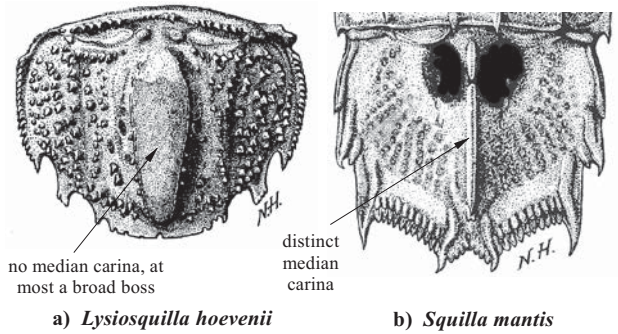 N.H.
no median carina, at
most a broad boss
a) Lysiosquilla hoevenii
N. H.
distinct
median
carina
b) Squilla mantis